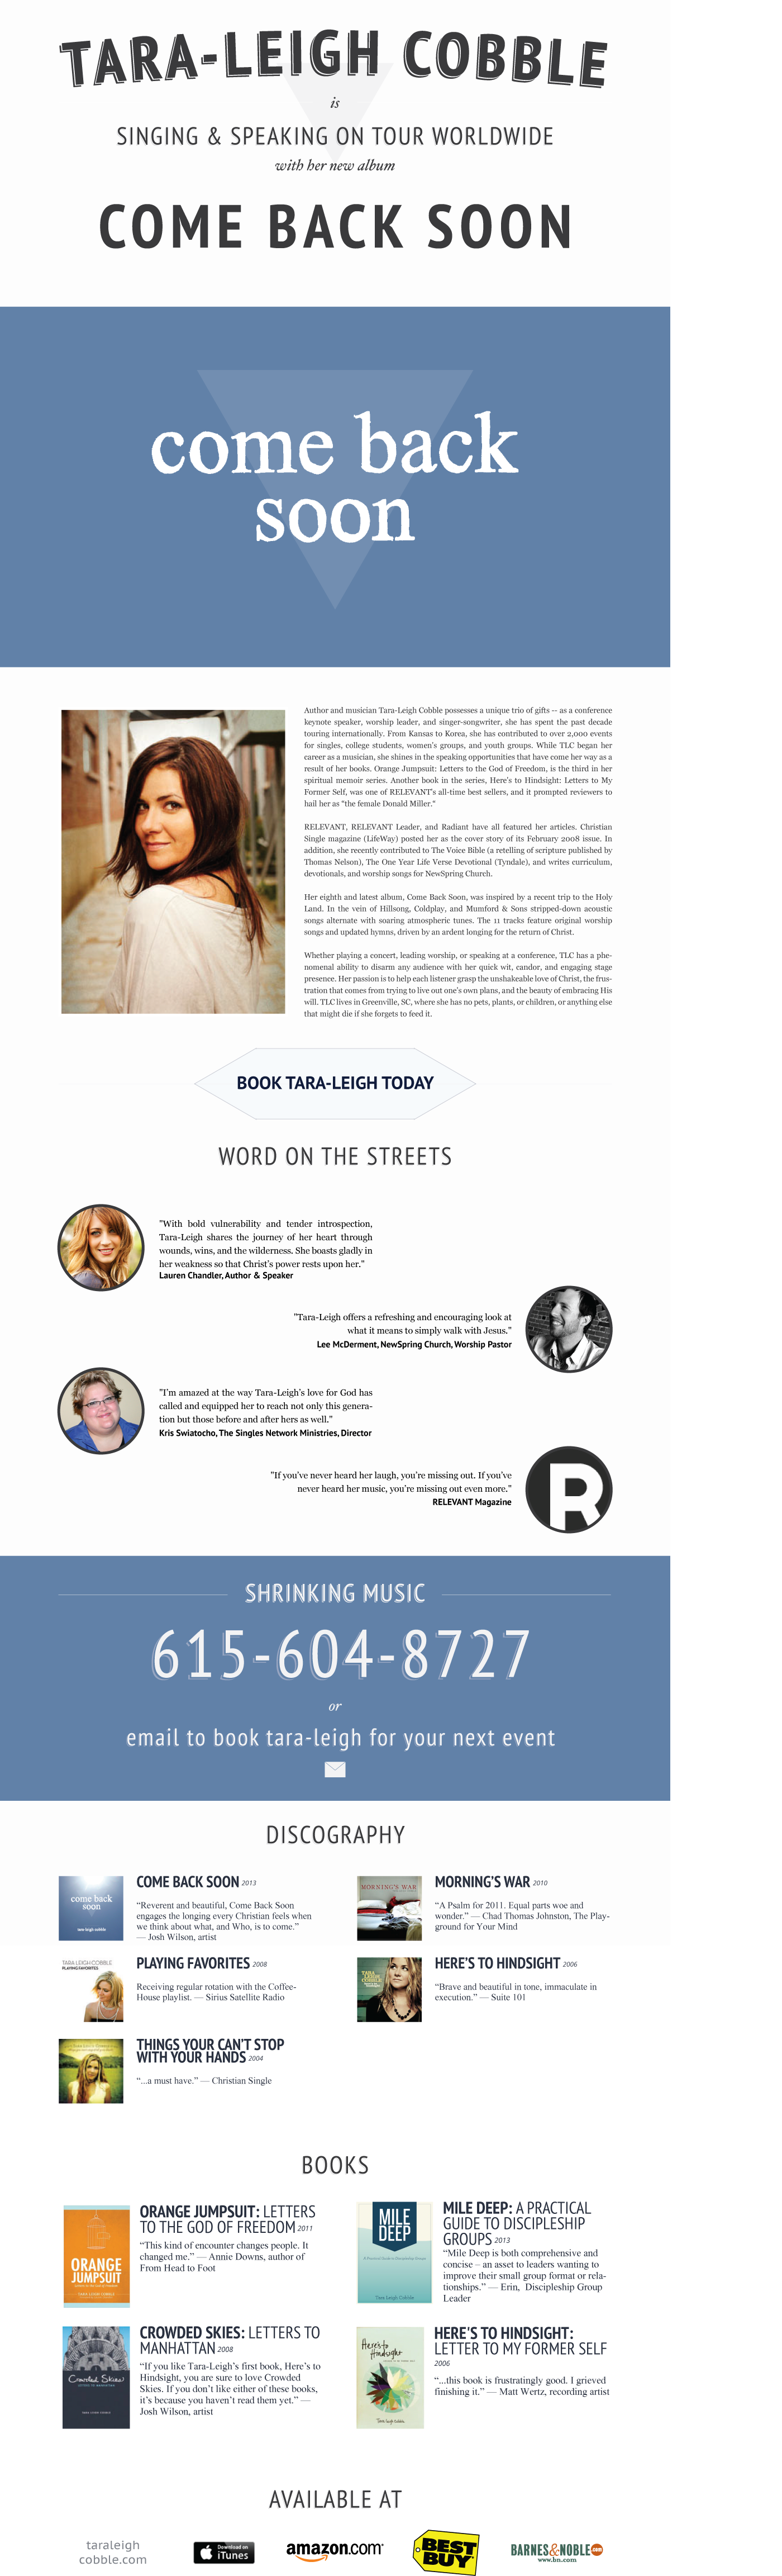 TARA-LEIGH COBBLE
is
SINGING & SPEAKING ON TOUR WORLDWIDE
with her new album
COME BACK SOON
come back
soon
Author and musician Tara-Leigh Cobble possesses a unique trio of gifts -- as a conference
keynote speaker, worship leader, and singer-songwriter, she has spent the past decade
touring internationally. From Kansas to Korea, she has contributed to over 2,000 events
for singles, college students, women's groups, and youth groups. While TLC began her
career as a musician, she shines in the speaking opportunities that have come her way as a
result of her books. Orange Jumpsuit: Letters to the God of Freedom, is the third in her
spiritual memoir series. Another book in the series, Here's to Hindsight: Letters to My
Former Self, was one of RELEVANT's all-time best sellers, and it prompted reviewers to
hail her as "the female Donald Miller."
RELEVANT, RELEVANT Leader, and Radiant have all featured her articles. Christian
Single magazine (LifeWay) posted her as the cover story of its February 2008 issue. In
addition, she recently contributed to The Voice Bible (a retelling of scripture published by
Thomas Nelson), The One Year Life Verse Devotional (Tyndale), and writes curriculum,
devotionals, and worship songs for NewSpring Church.
Her eighth and latest album, Come Back Soon, was inspired by a recent trip to the Holy
Land. In the vein of Hillsong, Coldplay, and Mumford & Sons stripped-down acoustic
songs alternate with soaring atmospheric tunes. The 11 tracks feature original worship
songs and updated hymns, driven by an ardent longing for the return of Christ.
Whether playing a concert, leading worship, or speaking at a conference, TLC has a phe-
nomenal ability to disarm any audience with her quick wit, candor, and engaging stage
presence. Her passion is to help each listener grasp the unshakeable love of Christ, the frus-
tration that comes from trying to live out one's own plans, and the beauty of embracing His
will. TLC lives in Greenville, SC, where she has no pets, plants, or children, or anything else
that might die if she forgets to feed it.
BOOK TARA-LEIGH TODAY
WORD ON THE STREETS
"With bold vulnerability and tender introspection,
Tara-Leigh shares the journey of her heart through
wounds, wins, and the wilderness. She boasts gladly in
her weakness so that Christ's power rests upon her."
Lauren Chandler, Author & Speaker
"Tara-Leigh offers a refreshing and encouraging look at
what it means to simply walk with Jesus."
Lee McDerment, NewSpring Church, Worship Pastor
"I'm amazed at the way Tara-Leigh's love for God has
called and equipped her to reach not only this genera-
tion but those before and after hers as well."
Kris Swiatocho, The Singles Network Ministries, Director
"If you've never heard her laugh, you're missing out. If you've
never heard her music, you're missing out even more."
RELEVANT Magazine
R
SHRINKING MUSIC
615-604-8727
or
email to book tara-leigh for your next event
DISCOGRAPHY
come back
soon
tara leigh cobble
COME BACK SOON 2013
"Reverent and beautiful, Come Back Soon
engages the longing every Christian feels when
we think about what, and Who, is to come."
— Josh Wilson, artist
MORNING'S WAR
MORNING'S WAR 2010
"A Psalm for 2011. Equal parts woe and
wonder." — Chad Thomas Johnston, The Play-
ground for Your Mind
TARA LEIGH COBBLE
PLAYING FAVORITES
PLAYING FAVORITES 2008
Receiving regular rotation with the Coffee-
House playlist. — Sirius Satellite Radio
TARA
LEIGH
COBBLE
HERE'S TO HINDSIGHT 2006
"Brave and beautiful in tone, immaculate in
execution." — Suite 101
THINGS YOUR CAN'T STOP
WITH YOUR HANDS 2004
"...a must have." — Christian Single
BOOKS
ORANGE
JUMPSUIT
TARA-LEIGH COBBLE
ORANGE JUMPSUIT: LETTERS
TO THE GOD OF FREEDOM 2011
"This kind of encounter changes people. It
changed me." — Annie Downs, author of
From Head to Foot
MILE
DEEP
A Practical Guide to Discipleship Groups
Tara Leigh Cobble
MILE DEEP: A PRACTICAL
GUIDE TO DISCIPLESHIP
GROUPS 2013
"Mile Deep is both comprehensive and
concise – an asset to leaders wanting to
improve their small group format or rela-
tionships." — Erin, Discipleship Group
Leader
Crowded Skies
LETTERS TO MANHATTAN
TARA LEIGH COBBLE
CROWDED SKIES: LETTERS TO
MANHATTAN 2008
"If you like Tara-Leigh's first book, Here's to
Hindsight, you are sure to love Crowded
Skies. If you don't like either of these books,
it's because you haven't read them yet." —
Josh Wilson, artist
Here's to
Hindsight
Tara Leigh Cobble
HERE'S TO HINDSIGHT:
LETTER TO MY FORMER SELF
2006
"...this book is frustratingly good. I grieved
finishing it." — Matt Wertz, recording artist
AVAILABLE AT
taraleigh
cobble.com
Download on
iTunes
amazon.com
BEST
BUY
BARNES&NOBLE.com
www.bn.com